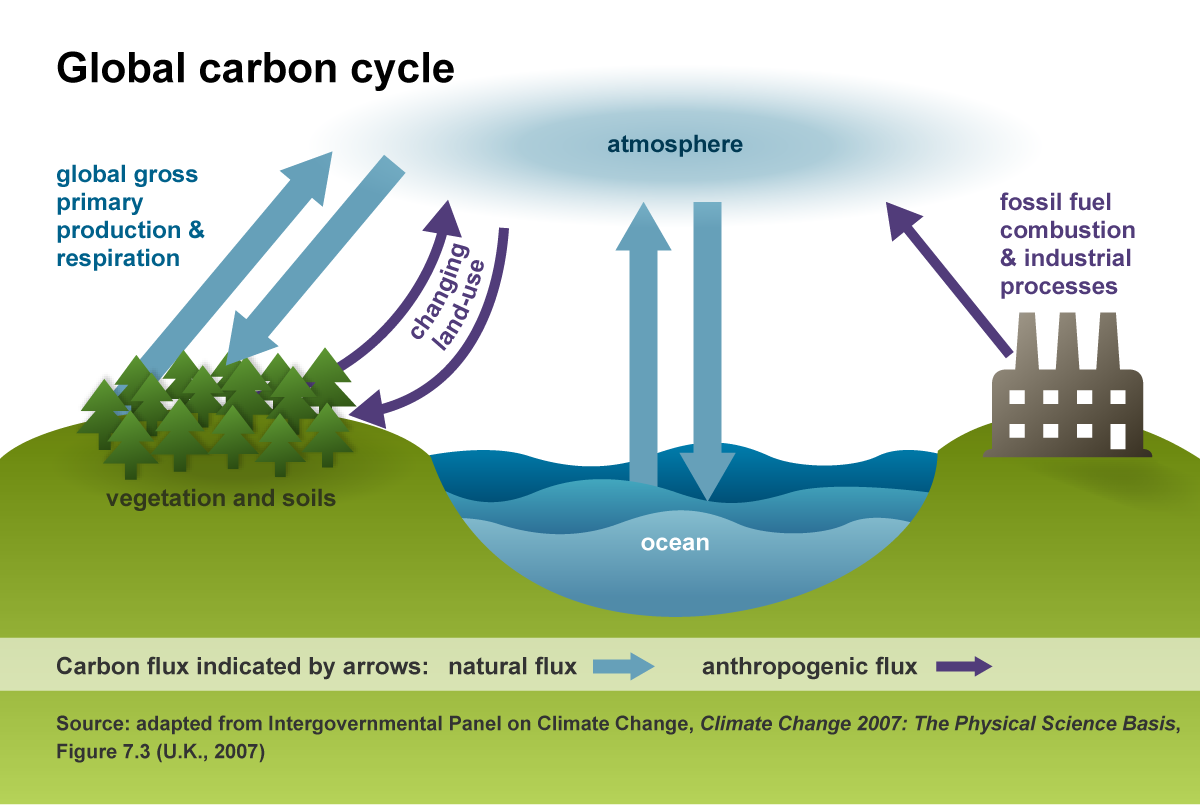 Global carbon cycle
atmosphere
global gross
primary
production &
respiration
changing
land-use
fossil fuel
combustion
& industrial
processes
vegetation and soils
ocean
Carbon flux indicated by arrows: natural flux anthropogenic flux
Source: adapted from Intergovernmental Panel on Climate Change, Climate Change 2007: The Physical Science Basis,
Figure 7.3 (U.K., 2007)